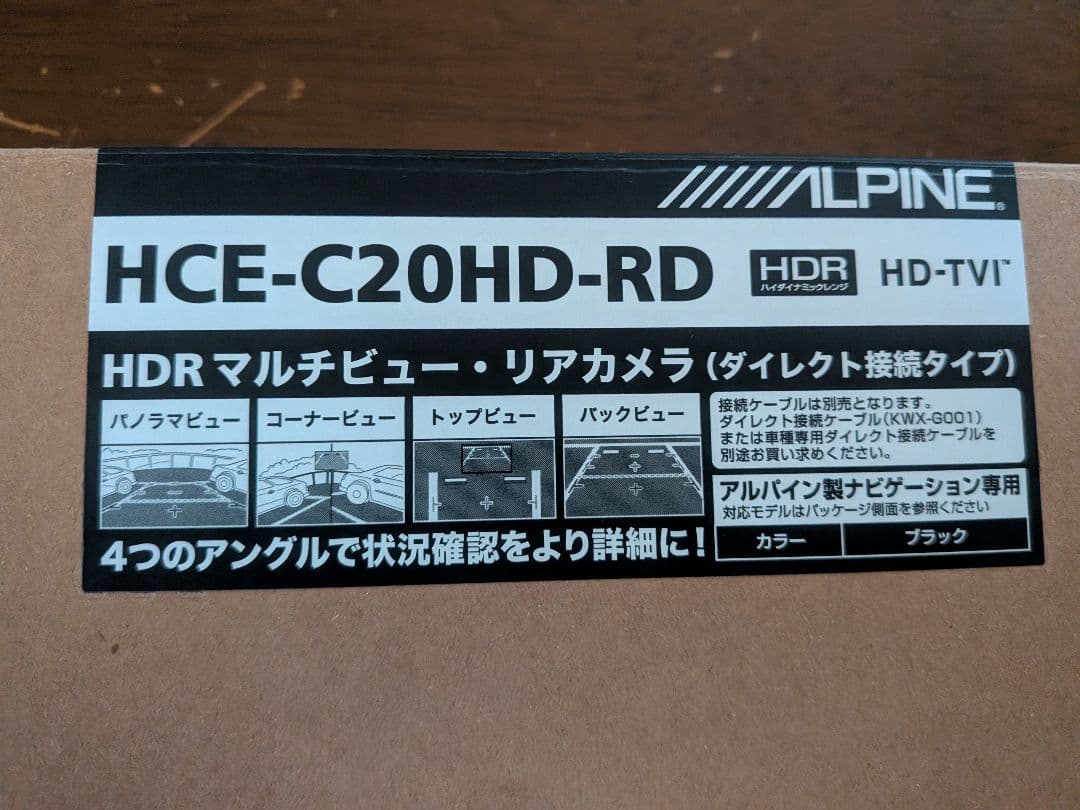 ALPINE®
HCE-C20HD-RD
HDR
ハイダイナミックレンジ
HD-TVI™
HDRマルチビュー・リアカメラ(ダイレクト接続タイプ)
パノラマビュー
コーナービュー
トップビュー
バックビュー
接続ケーブルは別売となります。
ダイレクト接続ケーブル(KWX-G001)
または車種専用ダイレクト接続ケーブルを
別途お買い求めください。
アルパイン製ナビゲーション専用
対応モデルはパッケージ側面を参照ください
カラー
ブラック
4つのアングルで状況確認をより詳細に!